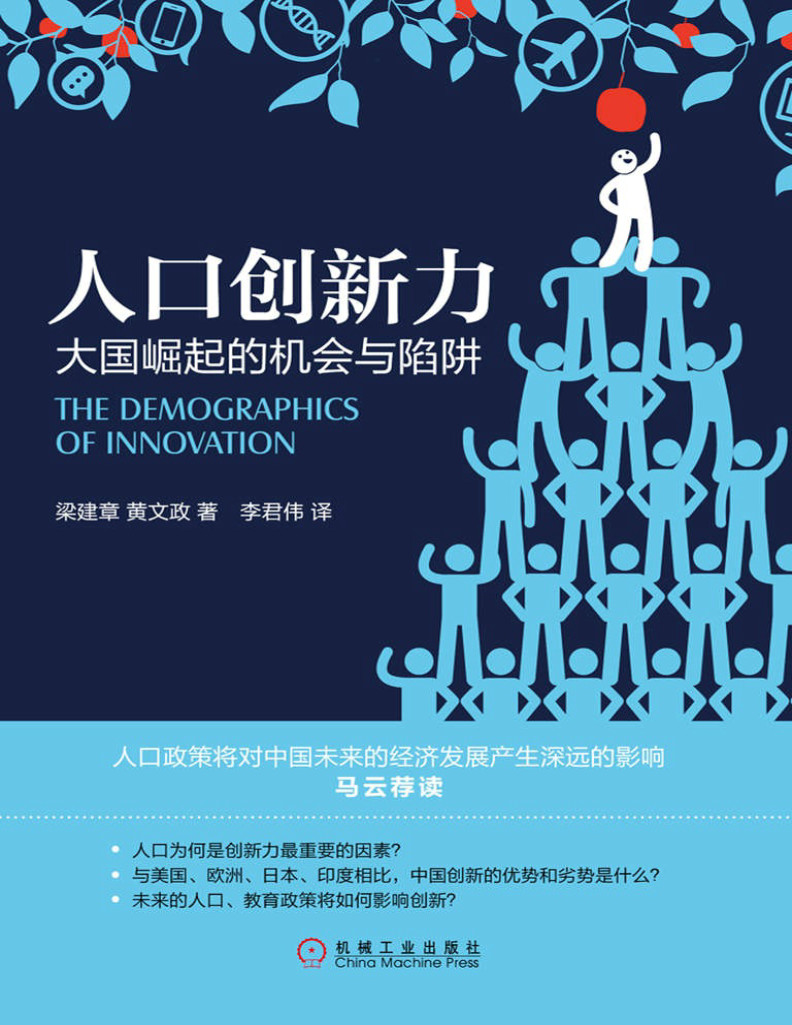 人口创新力
大国崛起的机会与陷阱
THE DEMOGRAPHICS
OF INNOVATION
梁建章 黄文政 著 李君伟 译
人口政策将对中国未来的经济发展产生深远的影响
马云荐读
• 人口为何是创新力最重要的因素?
• 与美国、欧洲、日本、印度相比，中国创新的优势和劣势是什么?
• 未来的人口、教育政策将如何影响创新?
机械工业出版社
China Machine Press